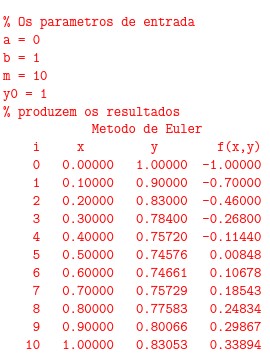 % Os parametros de entrada
a = 0
b = 1
m = 10
y0 = 1
% produzem os resultados
Metodo de Euler
i x y f(x,y)
0 0.00000 1.00000 -1.00000
1 0.10000 0.90000 -0.70000
2 0.20000 0.83000 -0.46000
3 0.30000 0.78400 -0.26800
4 0.40000 0.75720 -0.11440
5 0.50000 0.74576 0.00848
6 0.60000 0.74661 0.10678
7 0.70000 0.75729 0.18543
8 0.80000 0.77583 0.24834
9 0.90000 0.80066 0.29867
10 1.00000 0.83053 0.33894